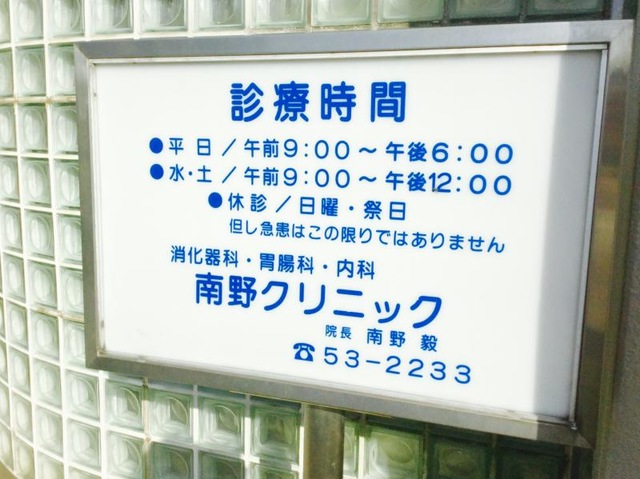 診療時間
●平日／午前9:00～午後6:00
●水・土／午前9:00～午後12:00
●休診／日曜・祭日
但し急患はこの限りではありません
消化器科・胃腸科・内科
南野クリニック
院長 南野 毅
☎53-2233